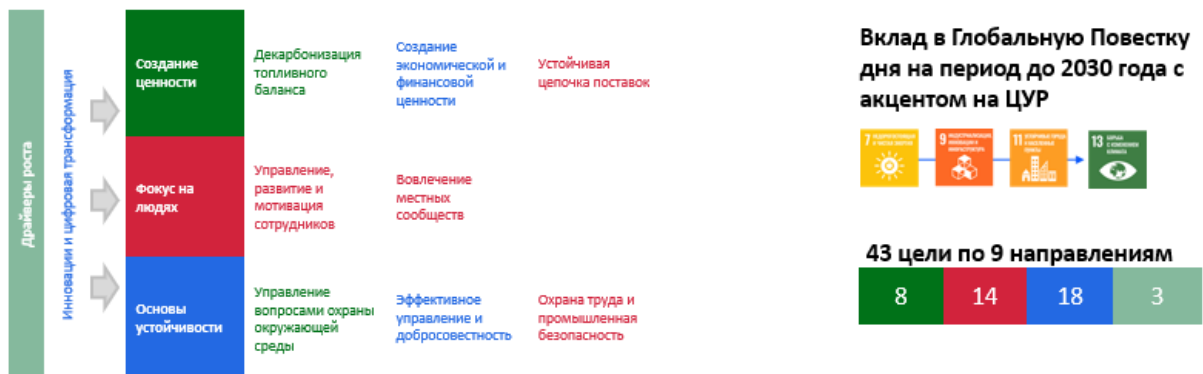 Драйверы роста
Инновации и цифровая трансформация
Создание
ценности
Декарбонизация
топливного
баланса
Создание
экономической и
финансовой
ценности
Устойчивая
цепочка поставок
Фокус на
людях
Управление,
развитие и
мотивация
сотрудников
Вовлечение
местных
сообществ
Основы
устойчивости
Управление
вопросами охраны
окружающей
среды
Эффективное
управление и
добросовестность
Охрана труда и
промышленная
безопасность
Вклад в Глобальную Повестку
дня на период до 2030 года с
акцентом на ЦУР
7
9
11
13
БОРЬБА
С ИЗМЕНЕНИЕМ
КЛИМАТА
43 цели по 9 направлениям
8 14 18 3